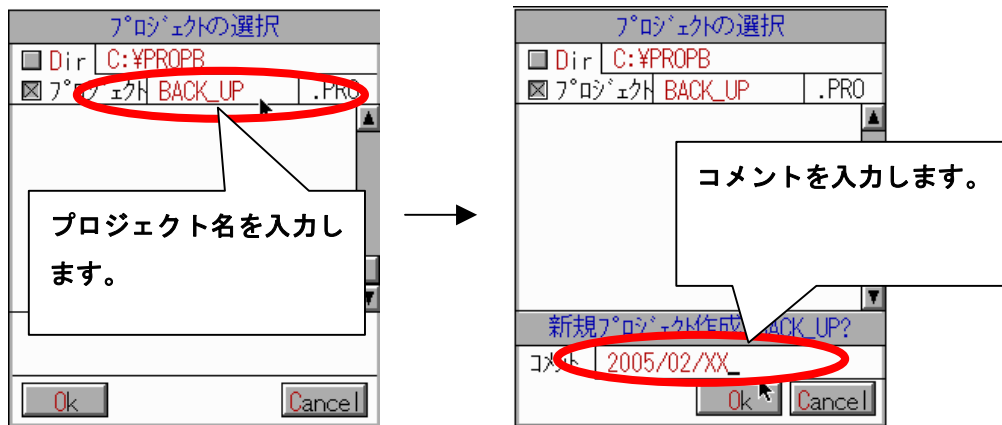 プロジェクトの選択
Dir C:¥PROPB
プロジェクト BACK_UP .PRO
プロジェクト名を入力し
ます。
Ok Cancel
プロジェクトの選択
Dir C:¥PROPB
プロジェクト BACK_UP .PRO
コメントを入力します。
新規プロジェクト作成 BACK_UP?
コメント 2005/02/XX_
Ok Cancel